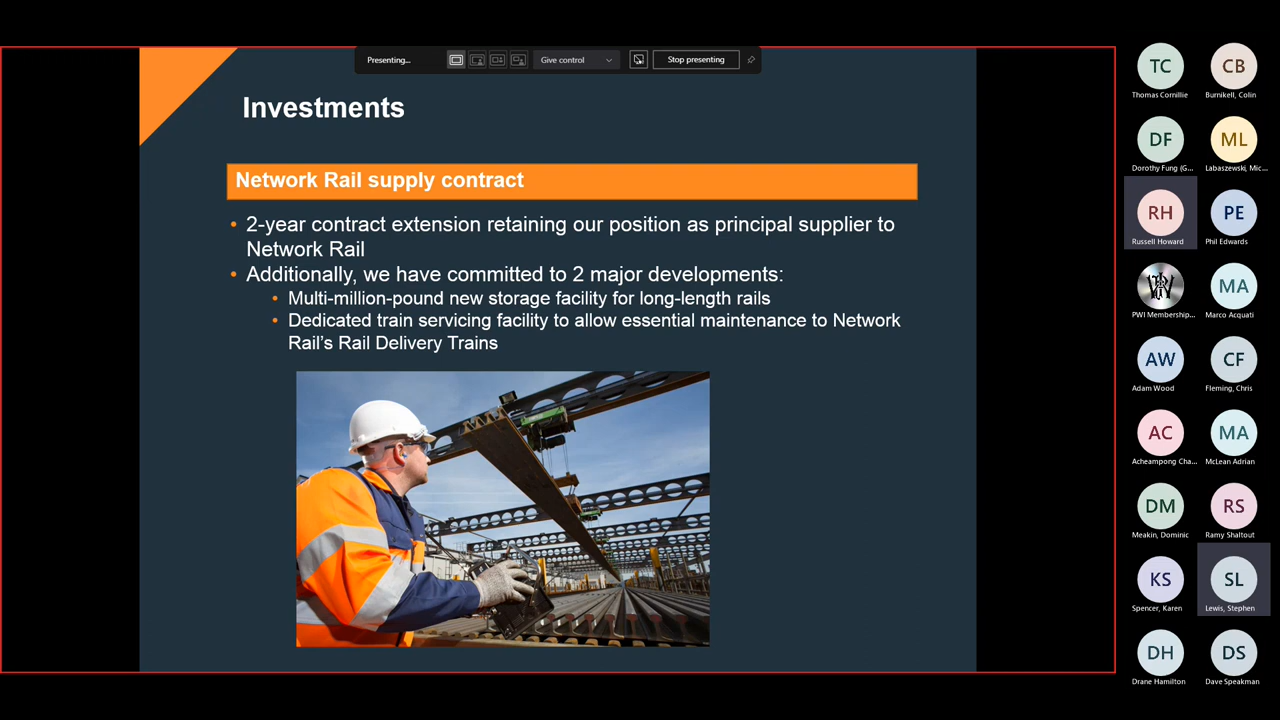 Presenting...
Give control
Stop presenting
Investments
Network Rail supply contract
• 2-year contract extension retaining our position as principal supplier to
Network Rail
• Additionally, we have committed to 2 major developments:
• Multi-million-pound new storage facility for long-length rails
• Dedicated train servicing facility to allow essential maintenance to Network
Rail's Rail Delivery Trains
TC CB
Thomas Cornillie Burnikell, Colin
DF ML
Dorothy Fung (G... Labaszewski, Mic...
RH PE
Russell Howard Phil Edwards
MA
PWI Membership... Marco Acquati
AW CF
Adam Wood Fleming, Chris
AC MA
Acheampong Cha... McLean Adrian
DM RS
Meakin, Dominic Ramy Shaltout
KS SL
Spencer, Karen Lewis, Stephen
DH DS
Drane Hamilton Dave Speakman